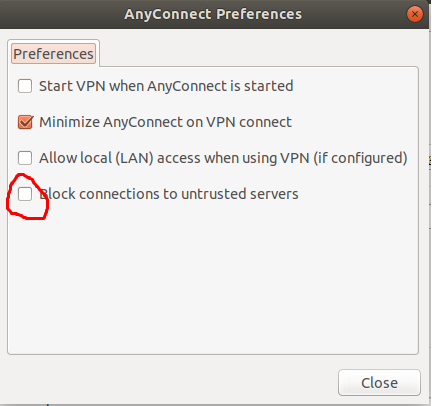 AnyConnect Preferences
Preferences
Start VPN when AnyConnect is started
Minimize AnyConnect on VPN connect
Allow local (LAN) access when using VPN (if configured)
Block connections to untrusted servers
Close